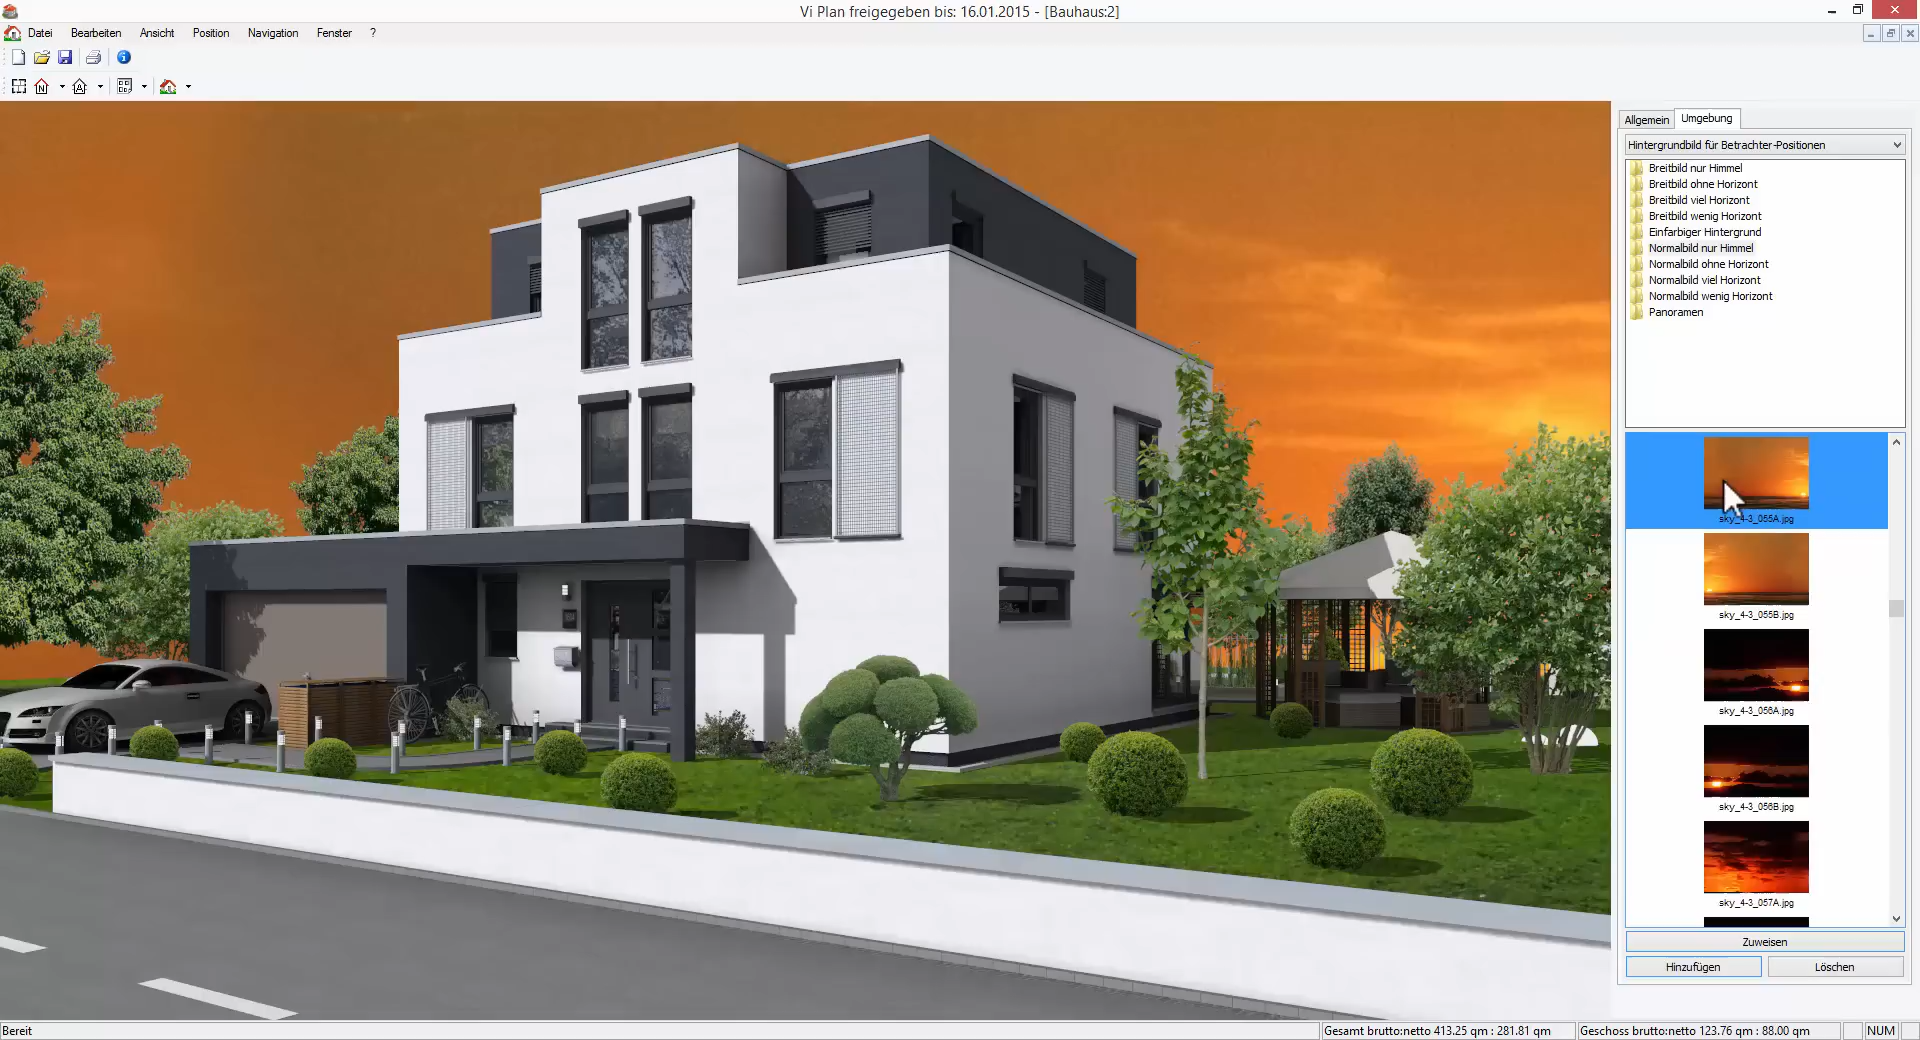 Vi Plan freigegeben bis: 16.01.2015 - [Bauhaus:2]
Datei Bearbeiten Ansicht Position Navigation Fenster ?
N A
Allgemein Umgebung
Hintergrundbild für Betrachter-Positionen
Breitbild nur Himmel
Breitbild ohne Horizont
Breitbild viel Horizont
Breitbild wenig Horizont
Einfarbiger Hintergrund
Normalbild nur Himmel
Normalbild ohne Horizont
Normalbild viel Horizont
Normalbild wenig Horizont
Panoramen
sky_4-3_055A.jpg
sky_4-3_055B.jpg
sky_4-3_056A.jpg
sky_4-3_056B.jpg
sky_4-3_057A.jpg
Zuweisen
Hinzufügen Löschen
Bereit Gesamt brutto:netto 413.25 qm : 281.81 qm Geschoss brutto:netto 123.76 qm : 88.00 qm NUM